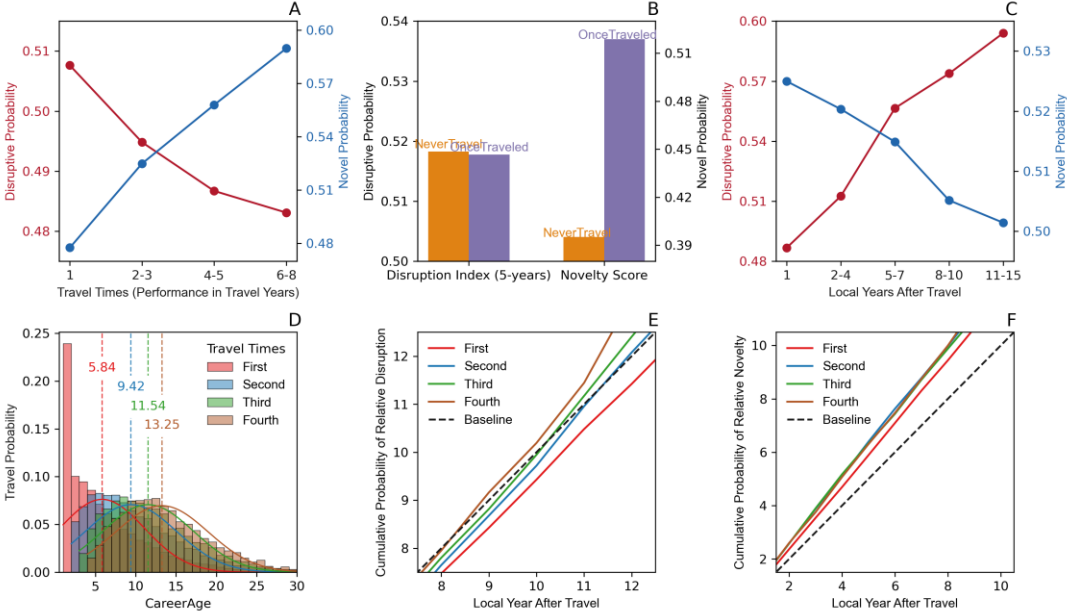 A
Disruptive Probability
0.51
0.50
0.49
0.48
Novel Probability
0.60
0.57
0.54
0.51
0.48
1
2-3
4-5
6-8
Travel Times (Performance in Travel Years)
B
Disruptive Probability
0.54
0.53
0.52
0.51
0.50
Novel Probability
0.51
0.48
0.45
0.42
0.39
NeverTravel
OnceTraveled
NeverTravel
OnceTraveled
Disruption Index (5-years)
Novelty Score
C
Disruptive Probability
0.60
0.57
0.54
0.51
0.48
Novel Probability
0.53
0.52
0.51
0.50
1
2-4
5-7
8-10
11-15
Local Years After Travel
D
Travel Probability
0.25
0.20
0.15
0.10
0.05
0.00
5.84
9.42
11.54
13.25
Travel Times
First
Second
Third
Fourth
5
10
15
20
25
30
CareerAge
E
Cumulative Probability of Relative Disruption
12
11
10
9
8
First
Second
Third
Fourth
Baseline
8
9
10
11
12
Local Year After Travel
F
Cumulative Probability of Relative Novelty
10
8
6
4
2
First
Second
Third
Fourth
Baseline
2
4
6
8
10
Local Year After Travel